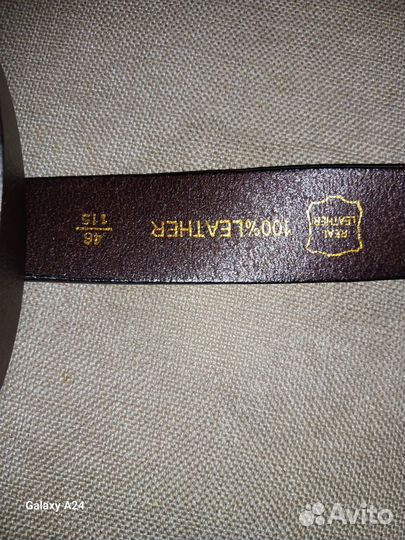 REAL
LEATHER
100%LEATHER
46
115
Galaxy A24
Avito